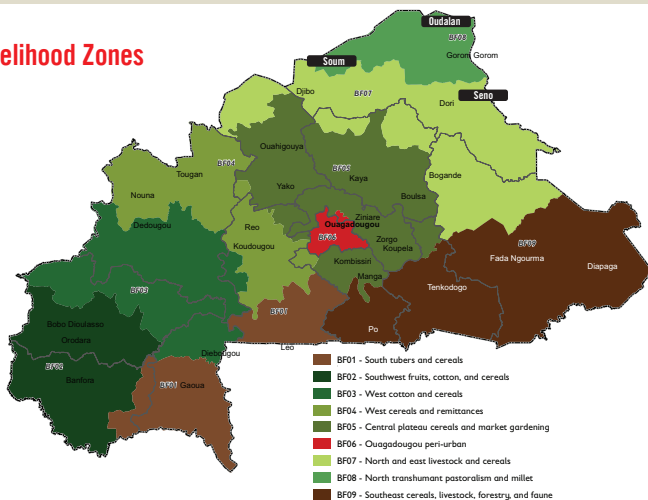 elihood Zones
Oudalan
BF08
Gorom Gorom
Soum
Djibo
BF07
Dori
Seno
Ouahigouya
Tougan
BF04
BF05
Kaya
Bogande
Nouna
Yako
Boulsa
Dedougou
Reo
Ziniare
Ouagadougou
BF06
Koudougou
Zorgo
Koupela
BF09
Fada Ngourma
Kombissiri
Diapaga
Manga
Tenkodogo
BF03
BF01
Bobo Dioulasso
Po
Orodara
Leo
Diebougou
BF02
Banfora
BF01
Gaoua
BF01 - South tubers and cereals
BF02 - Southwest fruits, cotton, and cereals
BF03 - West cotton and cereals
BF04 - West cereals and remittances
BF05 - Central plateau cereals and market gardening
BF06 - Ouagadougou peri-urban
BF07 - North and east livestock and cereals
BF08 - North transhumant pastoralism and millet
BF09 - Southeast cereals, livestock, forestry, and faune